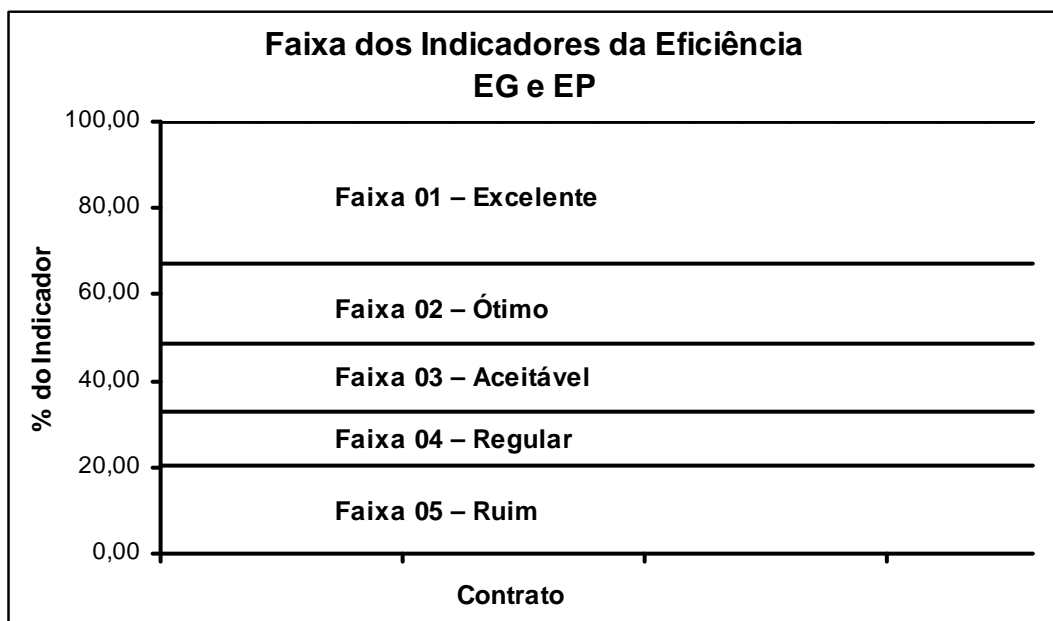 Faixa dos Indicadores da Eficiência
EG e EP
% do Indicador
100,00
80,00
60,00
40,00
20,00
0,00
Faixa 01 – Excelente
Faixa 02 – Ótimo
Faixa 03 – Aceitável
Faixa 04 – Regular
Faixa 05 – Ruim
Contrato